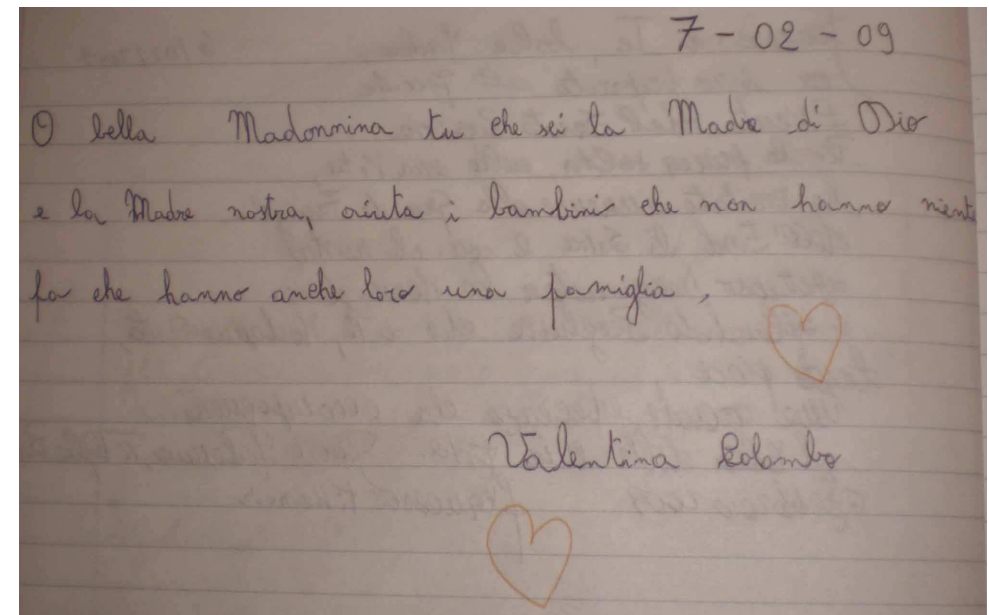 7 - 02 - 09
O bella Madonnina tu che sei la Madre di Dio
e la Madre nostra, aiuta i bambini che non hanno niente
fa che hanno anche loro una famiglia,
Valentina Colombo